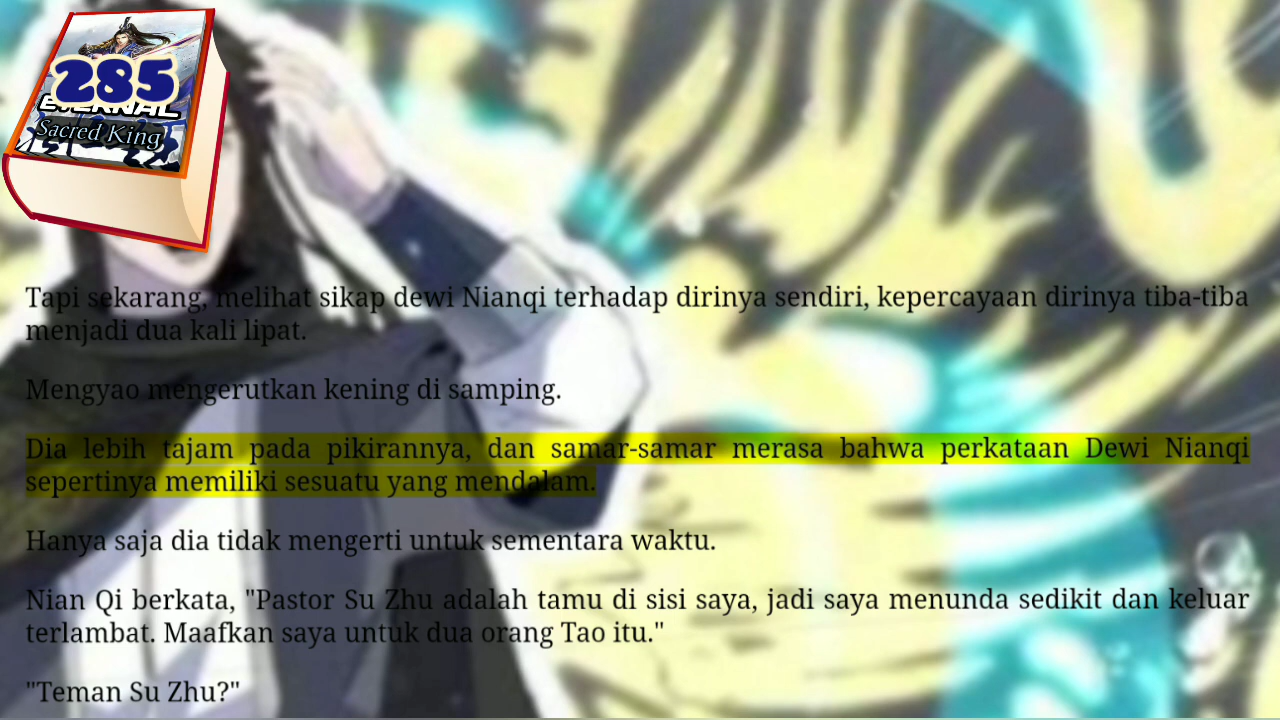 285
ETERNAL
Sacred King
Tapi sekarang, melihat sikap dewi Nianqi terhadap dirinya sendiri, kepercayaan dirinya tiba-tiba
menjadi dua kali lipat.
Mengyao mengerutkan kening di samping.
Dia lebih tajam pada pikirannya, dan samar-samar merasa bahwa perkataan Dewi Nianqi
sepertinya memiliki sesuatu yang mendalam.
Hanya saja dia tidak mengerti untuk sementara waktu.
Nian Qi berkata, "Pastor Su Zhu adalah tamu di sisi saya, jadi saya menunda sedikit dan keluar
terlambat. Maafkan saya untuk dua orang Tao itu."
"Teman Su Zhu?"